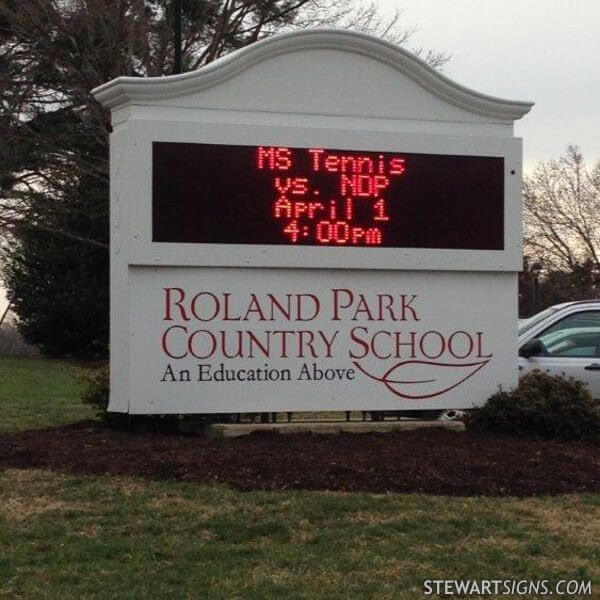 MS Tennis
vs. NDP
April 1
4:00pm
ROLAND PARK
COUNTRY SCHOOL
An Education Above
STEWARTSIGNS.COM